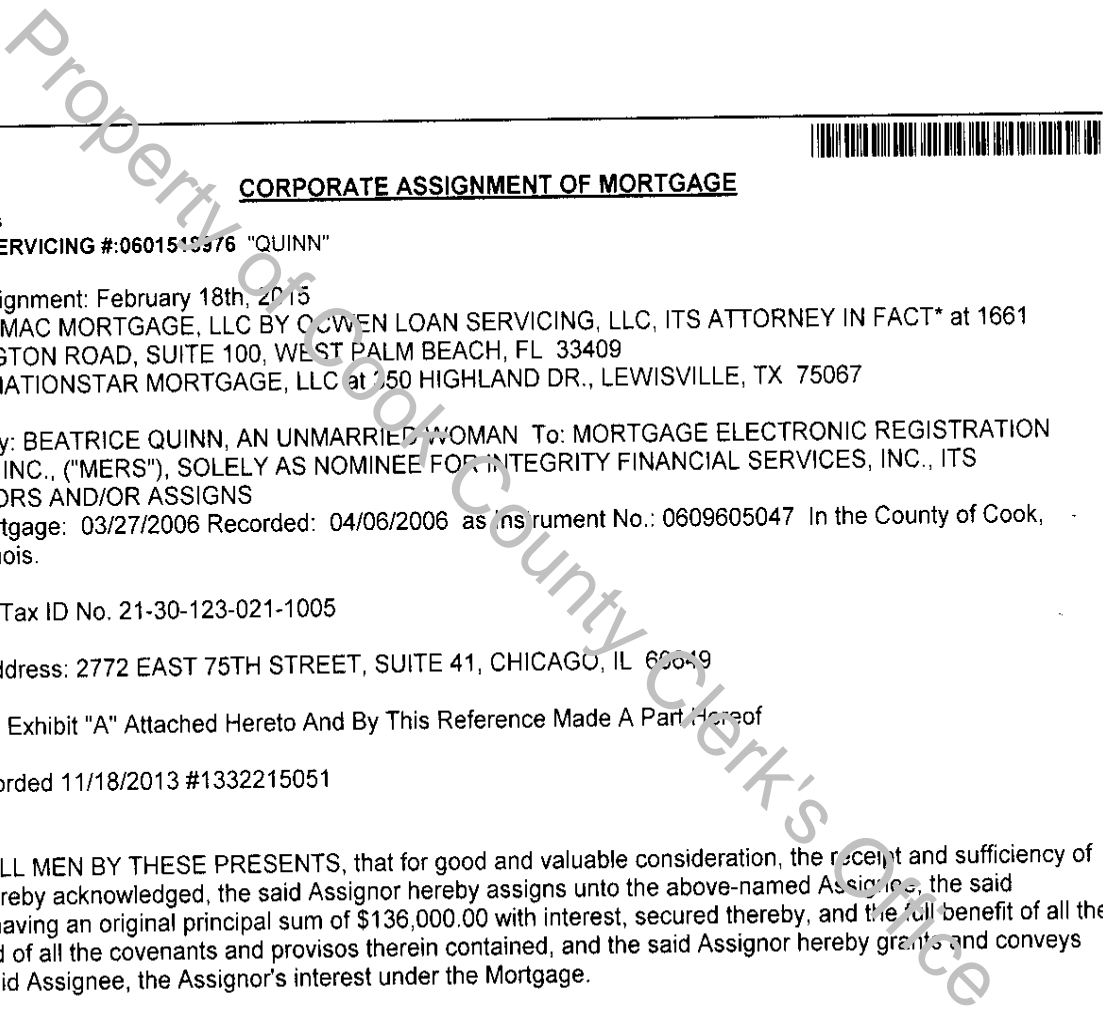 Property of Cook County Clerk's Office
CORPORATE ASSIGNMENT OF MORTGAGE
ERVICING #: "QUINN"
ignment: February 18th, 2015
MAC MORTGAGE, LLC BY OCWEN LOAN SERVICING, LLC, ITS ATTORNEY IN FACT* at 1661
GTON ROAD, SUITE 100, WEST PALM BEACH, FL 33409
NATIONSTAR MORTGAGE, LLC at HIGHLAND DR., LEWISVILLE, TX 75067
y: BEATRICE QUINN, AN UNMARRIED WOMAN To: MORTGAGE ELECTRONIC REGISTRATION
INC., ("MERS"), SOLELY AS NOMINEE FOR INTEGRITY FINANCIAL SERVICES, INC., ITS
ORS AND/OR ASSIGNS
rtgage: 03/27/2006 Recorded: 04/06/2006 as Instrument No.: 0609605047 In the County of Cook,
nois.
Tax ID No. 21-30-123-021-1005
ddress: 2772 EAST 75TH STREET, SUITE 41, CHICAGO, IL 60649
Exhibit "A" Attached Hereto And By This Reference Made A Part Hereof
orded 11/18/2013 #1332215051
LL MEN BY THESE PRESENTS, that for good and valuable consideration, the receipt and sufficiency of
reby acknowledged, the said Assignor hereby assigns unto the above-named Assignee, the said
having an original principal sum of $136,000.00 with interest, secured thereby, and the full benefit of all the
d of all the covenants and provisos therein contained, and the said Assignor hereby grants and conveys
id Assignee, the Assignor's interest under the Mortgage.